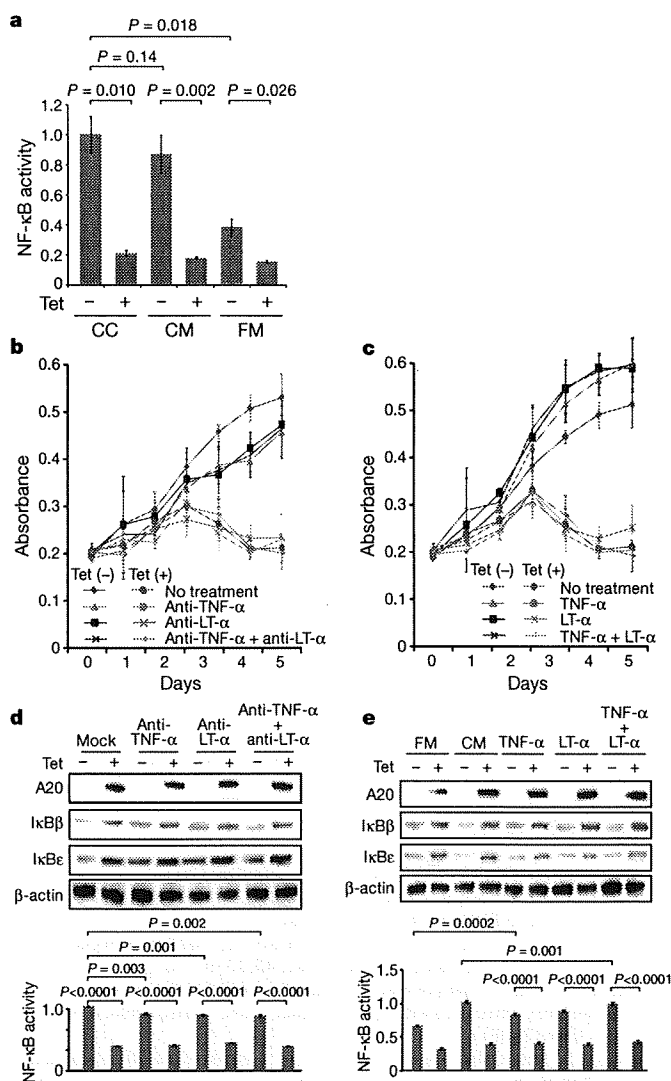 a
P = 0.018
P = 0.14
P = 0.010 P = 0.002 P = 0.026
NF-κB activity
1.2
1.0
0.8
0.6
0.4
0.2
0
Tet − + − + − +
CC CM FM
b
Absorbance
0.6
0.5
0.4
0.3
0.2
0
Tet (−) Tet (+)
No treatment
Anti-TNF-α
Anti-LT-α
Anti-TNF-α + anti-LT-α
0 1 2 3 4 5
Days
c
Absorbance
0.6
0.5
0.4
0.3
0.2
0
Tet (−) Tet (+)
No treatment
TNF-α
LT-α
TNF-α + LT-α
0 1 2 3 4 5
Days
d
Mock Anti-TNF-α Anti-LT-α Anti-TNF-α + anti-LT-α
Tet − + − + − + − +
A20
IκBβ
IκBε
β-actin
P = 0.002
P = 0.001
P = 0.003
P<0.0001 P<0.0001 P<0.0001 P<0.0001
NF-κB activity
1.0
0.5
0
e
FM CM TNF-α LT-α TNF-α + LT-α
Tet − + − + − + − + − +
A20
IκBβ
IκBε
β-actin
P = 0.0002
P = 0.001
P<0.0001 P<0.0001 P<0.0001
NF-κB activity
1.5
1.0
0.5
0